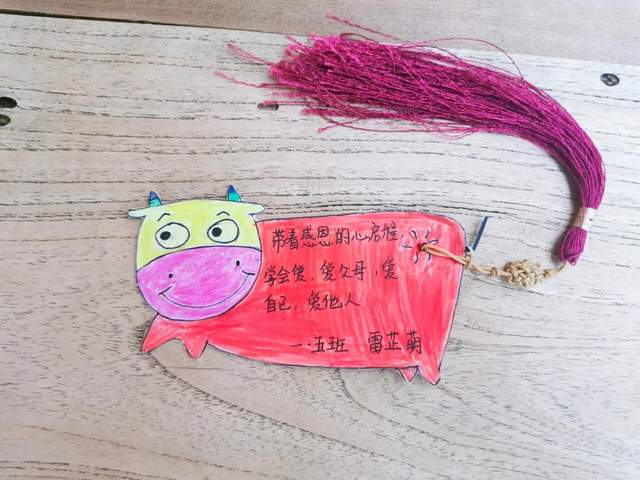 带着感恩的心启程,
学会爱,爱父母,爱
自己,爱他人
一·五班 雷芷萌